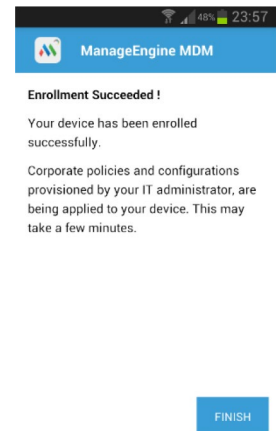 48% 23:57
ManageEngine MDM
Enrollment Succeeded !
Your device has been enrolled
successfully.
Corporate policies and configurations
provisioned by your IT administrator, are
being applied to your device. This may
take a few minutes.
FINISH